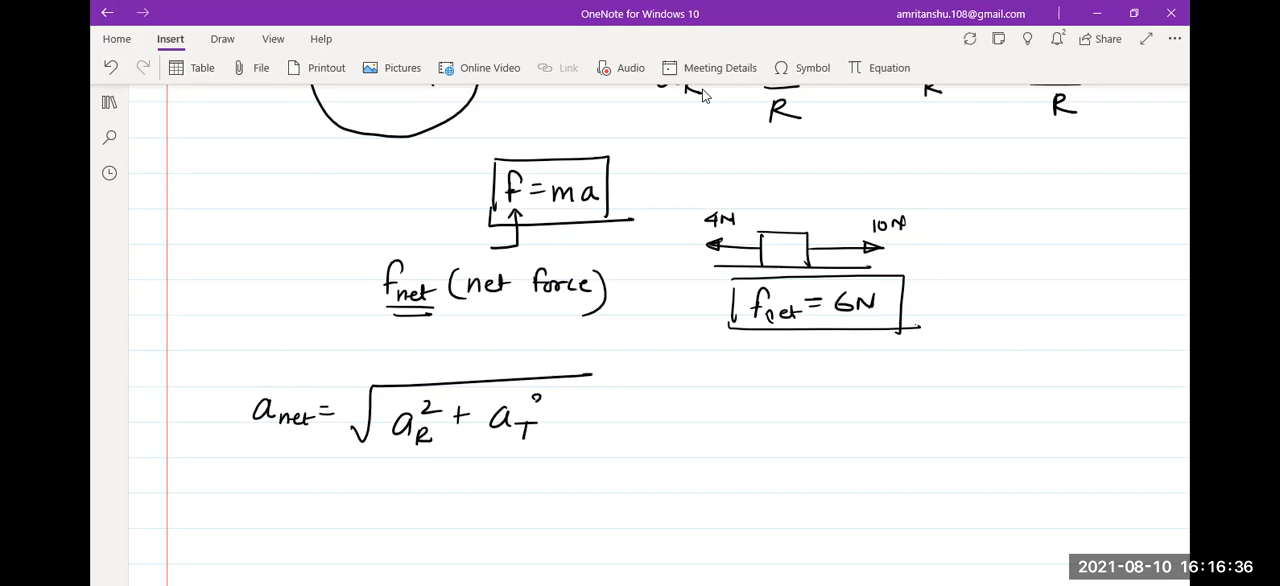 OneNote for Windows 10
amritanshu.108@gmail.com
Home Insert Draw View Help
2
Share
Table File Printout Pictures Online Video Link Audio Meeting Details Symbol Equation
R R R R
f = ma
4N 10N
fnet (net force)
fnet = 6N
anet = √ aR² + aT°
2021-08-10 16:16:36